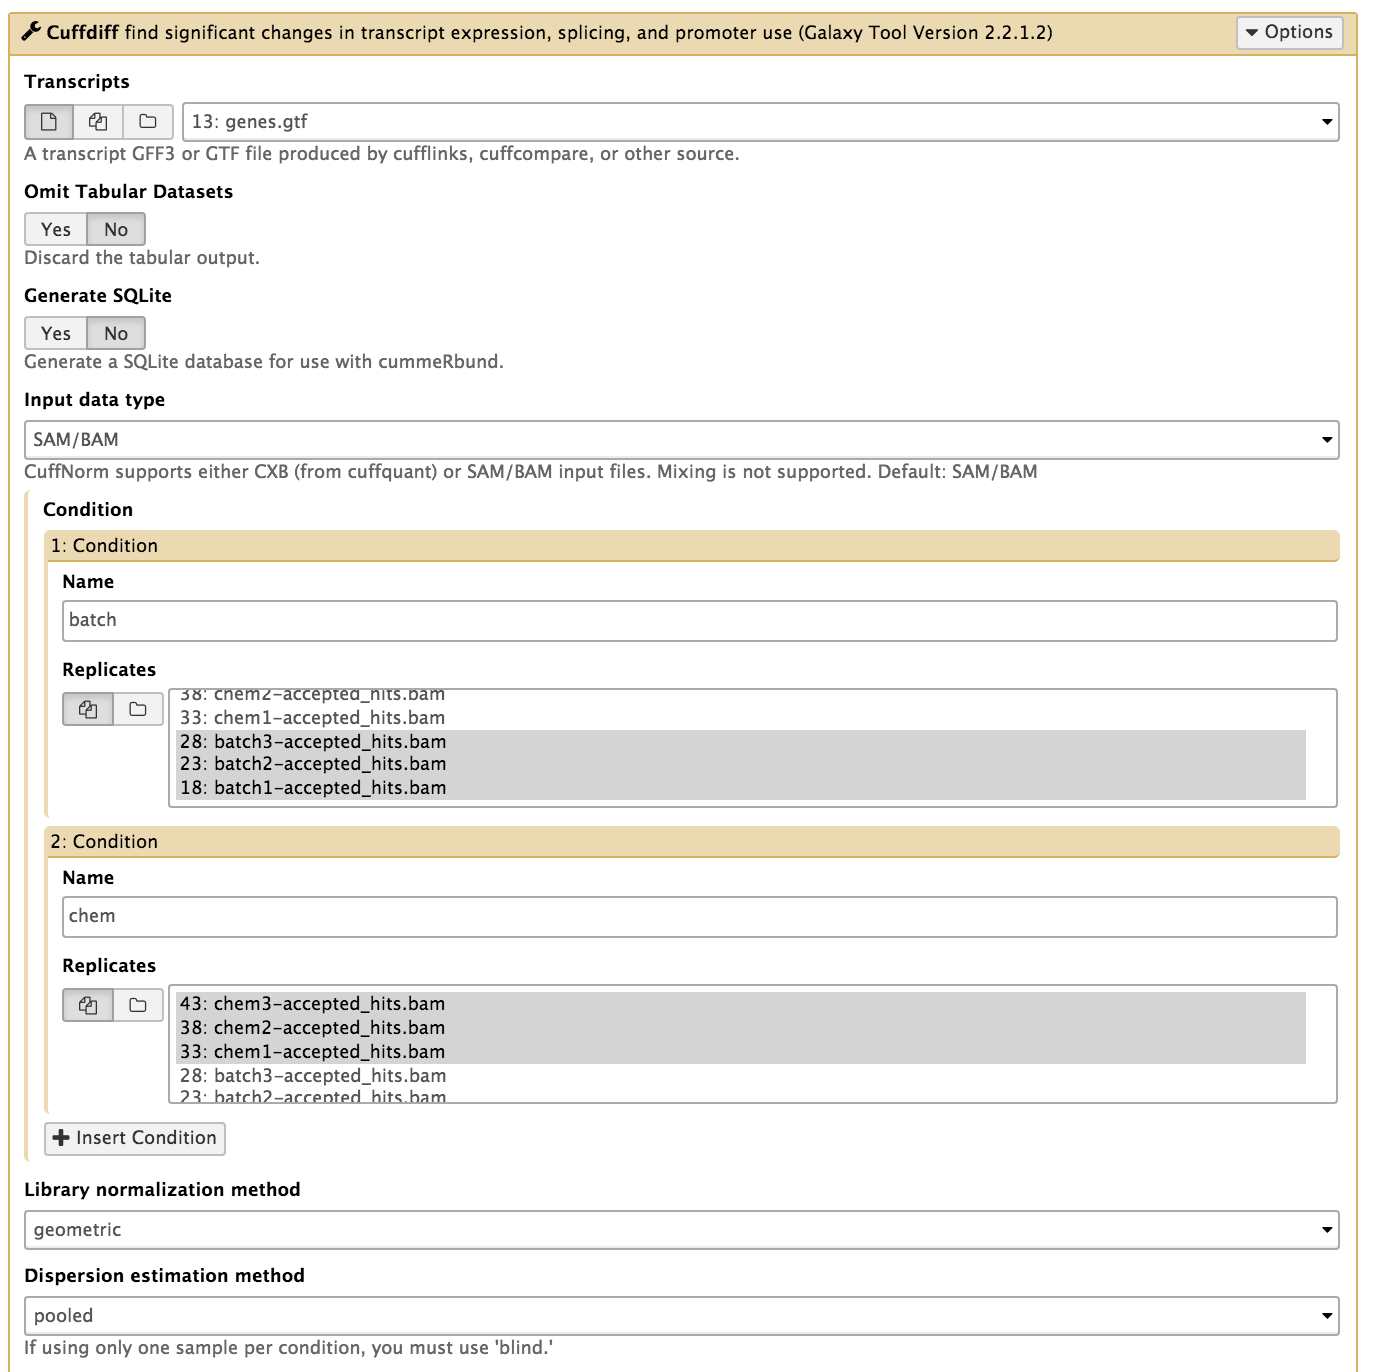 Cuffdiff find significant changes in transcript expression, splicing, and promoter use (Galaxy Tool Version 2.2.1.2)
Options
Transcripts
13: genes.gtf
A transcript GFF3 or GTF file produced by cufflinks, cuffcompare, or other source.
Omit Tabular Datasets
Yes No
Discard the tabular output.
Generate SQLite
Yes No
Generate a SQLite database for use with cummeRbund.
Input data type
SAM/BAM
CuffNorm supports either CXB (from cuffquant) or SAM/BAM input files. Mixing is not supported. Default: SAM/BAM
Condition
1: Condition
Name
batch
Replicates
38: chem2-accepted_hits.bam
33: chem1-accepted_hits.bam
28: batch3-accepted_hits.bam
23: batch2-accepted_hits.bam
18: batch1-accepted_hits.bam
2: Condition
Name
chem
Replicates
43: chem3-accepted_hits.bam
38: chem2-accepted_hits.bam
33: chem1-accepted_hits.bam
28: batch3-accepted_hits.bam
23: batch2-accepted_hits.bam
Insert Condition
Library normalization method
geometric
Dispersion estimation method
pooled
If using only one sample per condition, you must use 'blind.'